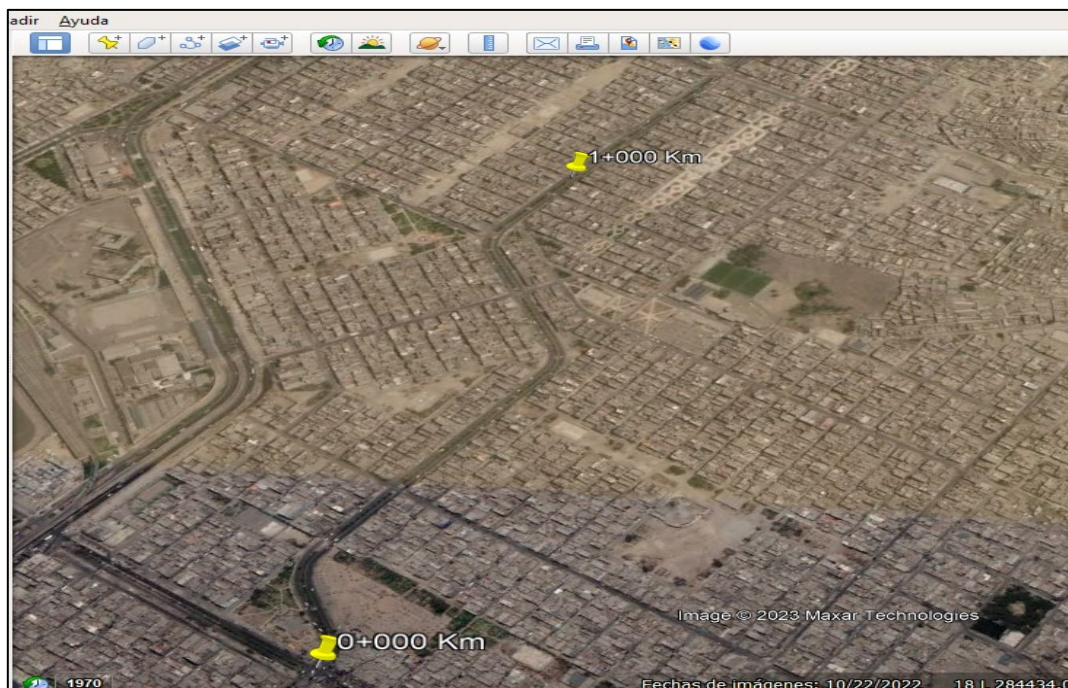 adir Ayuda
1+000 Km
Image © 2023 Maxar Technologies
0+000 Km
1970
Fechas de imágenes: 10/22/2022 18 L 284434.0